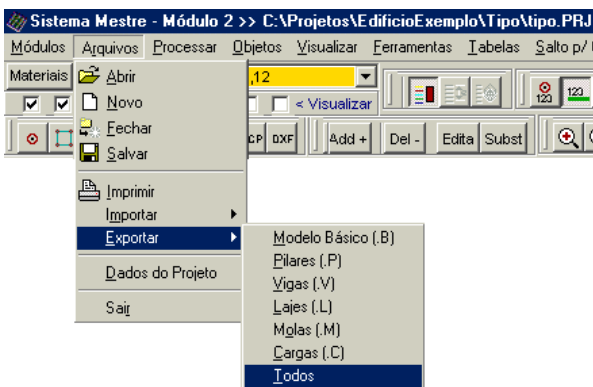 Sistema Mestre - Módulo 2 >> C:\Projetos\EdificioExemplo\Tipo\tipo.PRJ
Módulos Arquivos Processar Objetos Visualizar Ferramentas Tabelas Salto p/
Materiais ,12
< Visualizar 123 123
CP DXF Add + Del - Edita Subst
Abrir
Novo
Fechar
Salvar
Imprimir
Importar
Exportar
Dados do Projeto
Sair
Modelo Básico (.B)
Pilares (.P)
Vigas (.V)
Lajes (.L)
Molas (.M)
Cargas (.C)
Todos